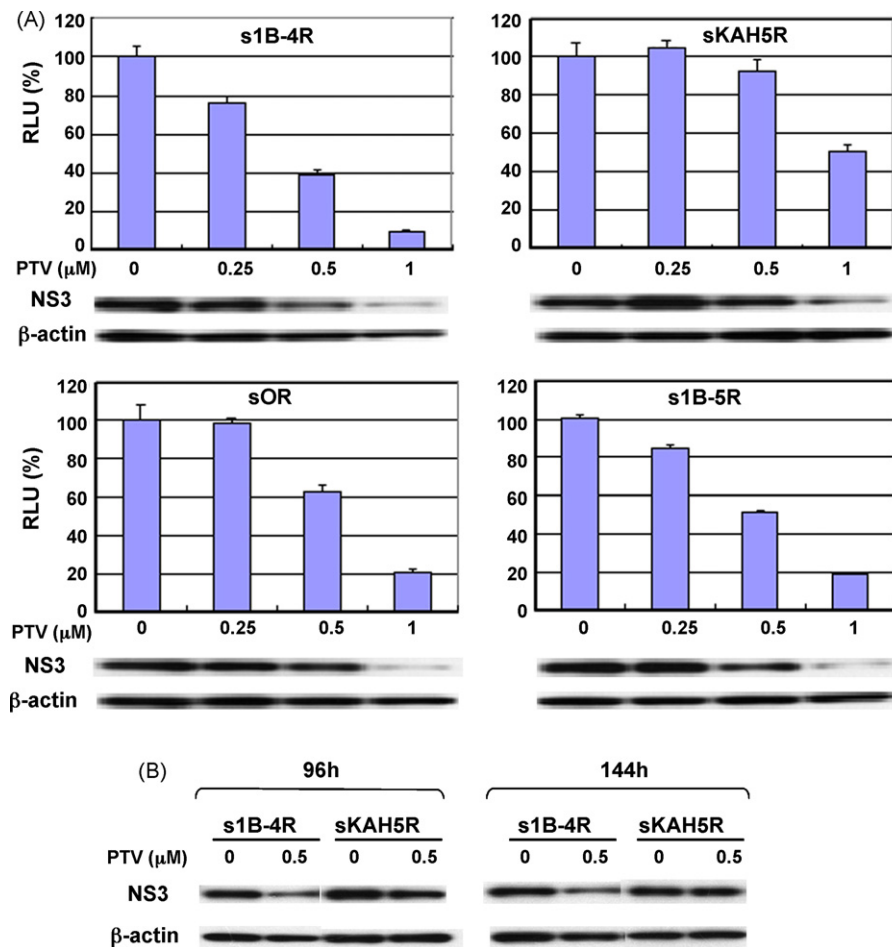 (A)
s1B-4R
RLU (%)
120
100
80
60
40
20
0
PTV (μM) 0 0.25 0.5 1
NS3
β-actin
sKAH5R
120
100
80
60
40
20
0
0 0.25 0.5 1
sOR
RLU (%)
120
100
80
60
40
20
0
PTV (μM) 0 0.25 0.5 1
NS3
β-actin
s1B-5R
120
100
80
60
40
20
0
0 0.25 0.5 1
(B)
96h 144h
s1B-4R sKAH5R s1B-4R sKAH5R
PTV (μM) 0 0.5 0 0.5 0 0.5 0 0.5
NS3
β-actin